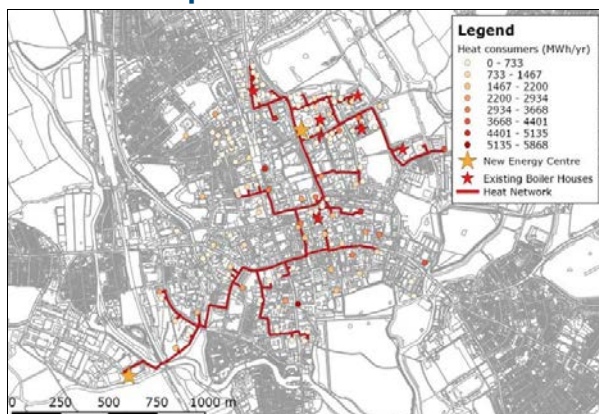 Legend
Heat consumers (MWh/yr)
0 - 733
733 - 1467
1467 - 2200
2200 - 2934
2934 - 3668
3668 - 4401
4401 - 5135
5135 - 5868
New Energy Centre
Existing Boiler Houses
Heat Network
0 250 500 750 1000 m